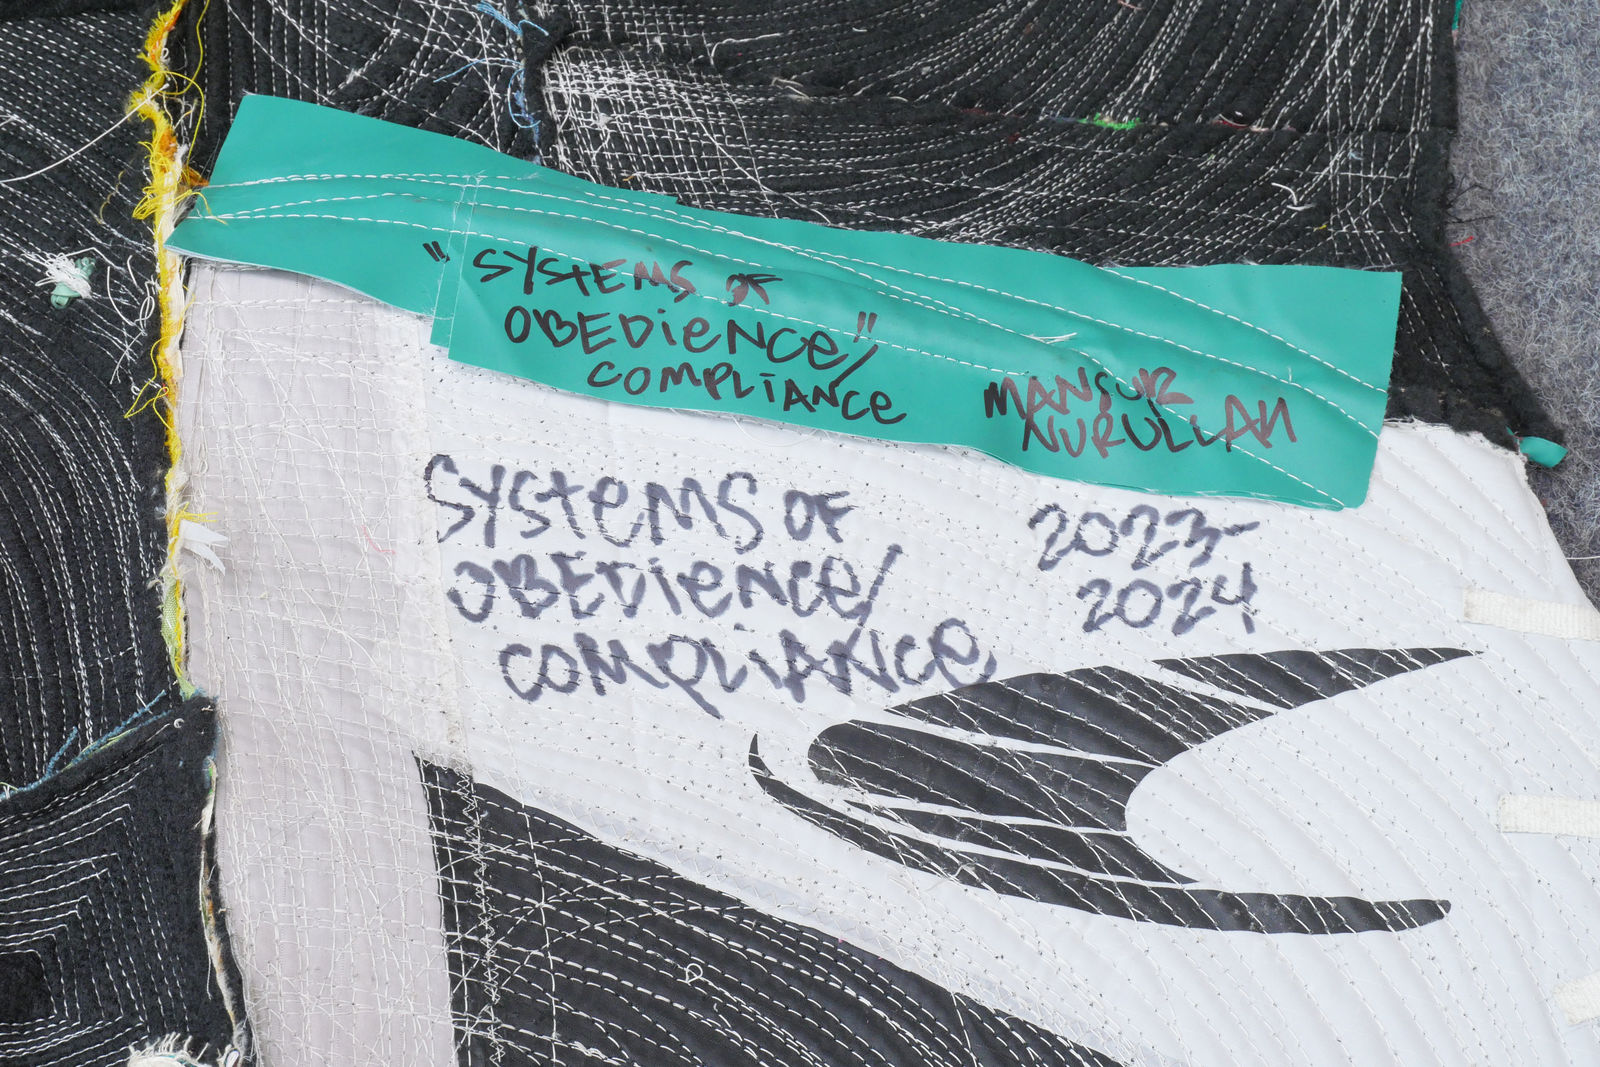 "SYSTEMS OF
OBEDiENCE"/
COMPLiANCE
MANSUR
NURULLAH
SYSteMS OF
OBEDiENCE/
COMPLiANCE
2023-
2024